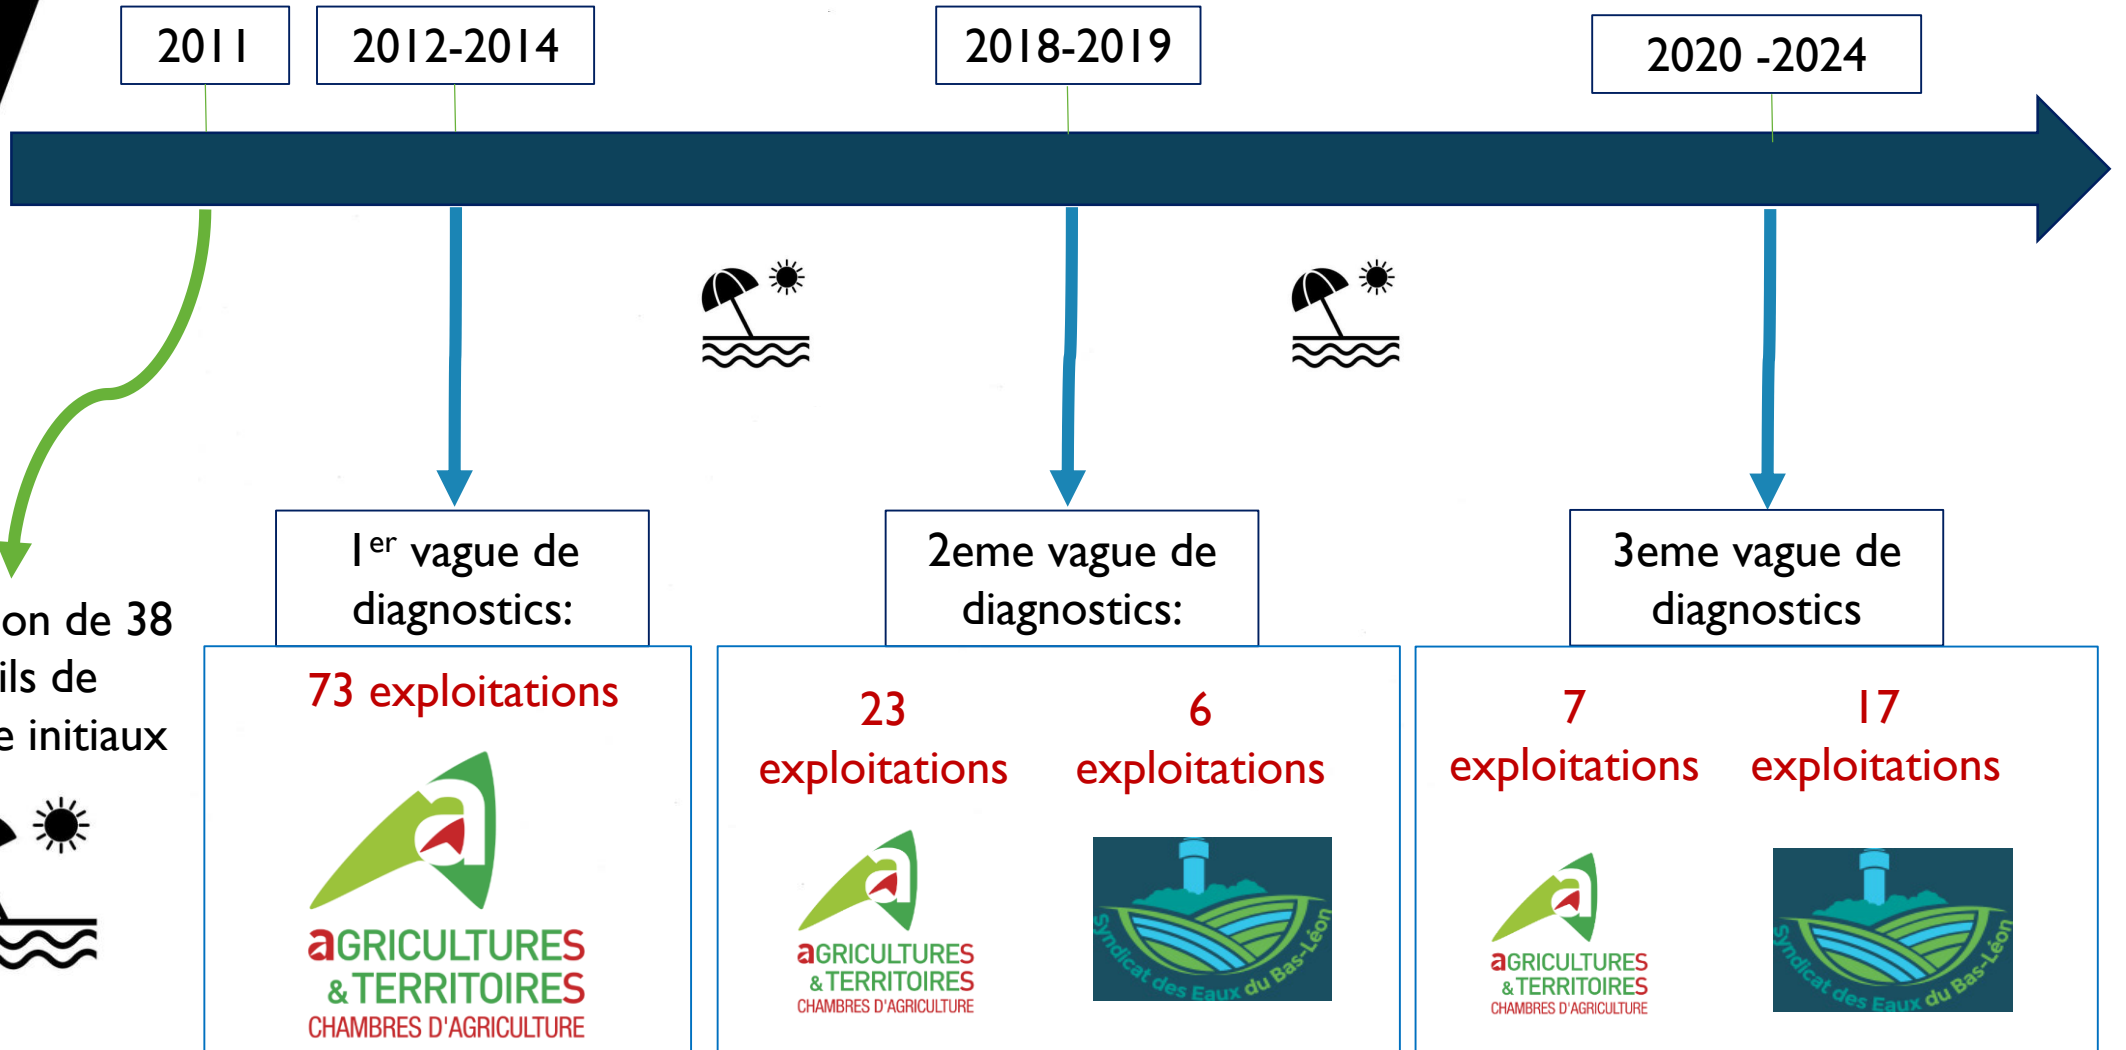 2011
2012-2014
2018-2019
2020 -2024
on de 38
ils de
e initiaux
1er vague de
diagnostics:
73 exploitations
aGRICULTURES
& TERRITOIRES
CHAMBRES D'AGRICULTURE
2eme vague de
diagnostics:
23
exploitations
6
exploitations
aGRICULTURES
& TERRITOIRES
CHAMBRES D'AGRICULTURE
Syndicat des Eaux du Bas-Léon
3eme vague de
diagnostics
7
exploitations
17
exploitations
aGRICULTURES
& TERRITOIRES
CHAMBRES D'AGRICULTURE
Syndicat des Eaux du Bas-Léon